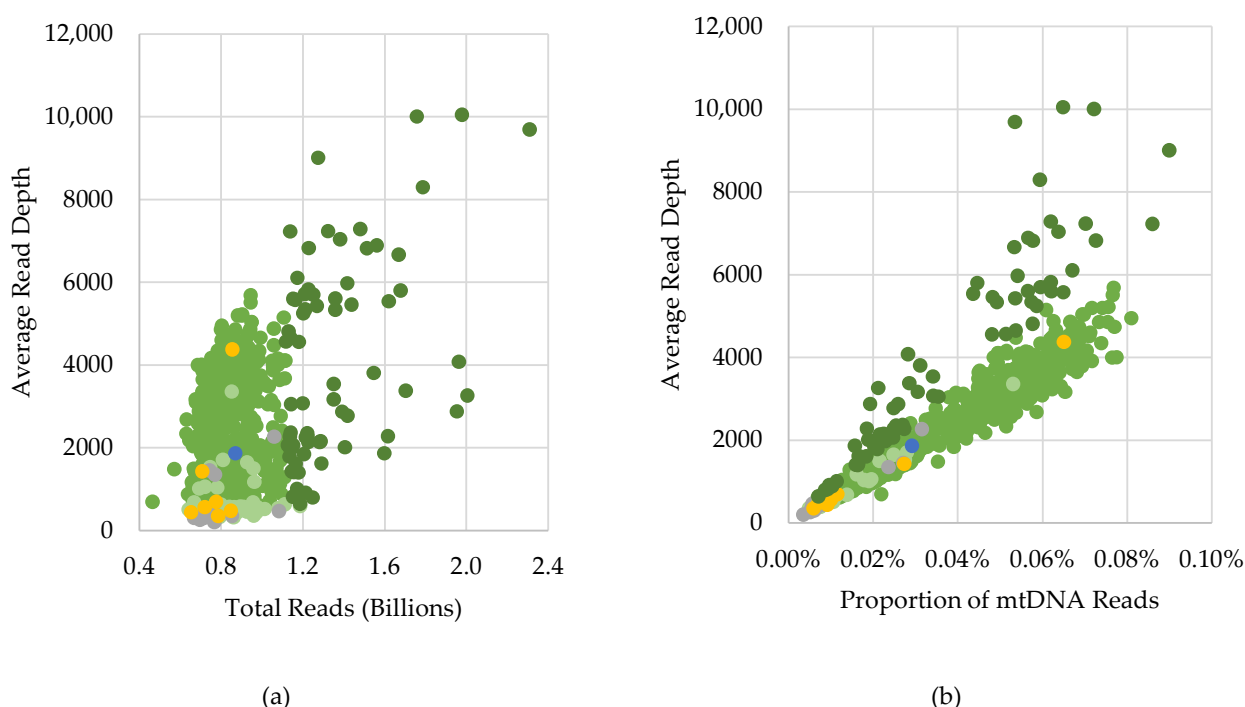 12,000
10,000
8000
6000
4000
2000
0
Average Read Depth
0.4 0.8 1.2 1.6 2.0 2.4
Total Reads (Billions)
(a)
12,000
10,000
8000
6000
4000
2000
0
Average Read Depth
0.00% 0.02% 0.04% 0.06% 0.08% 0.10%
Proportion of mtDNA Reads
(b)